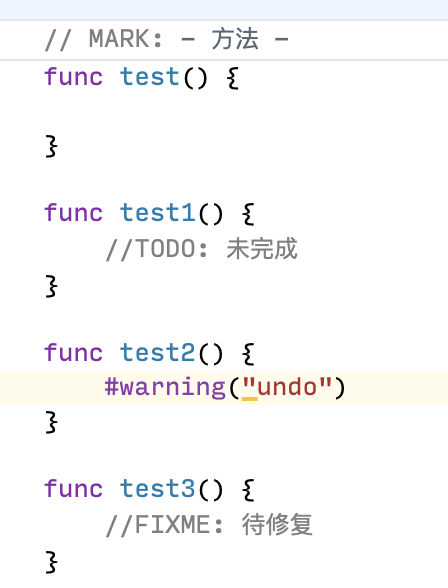 // MARK: - 方法 -
func test() {
}
func test1() {
//TODO: 未完成
}
func test2() {
#warning("undo")
}
func test3() {
//FIXME: 待修复
}